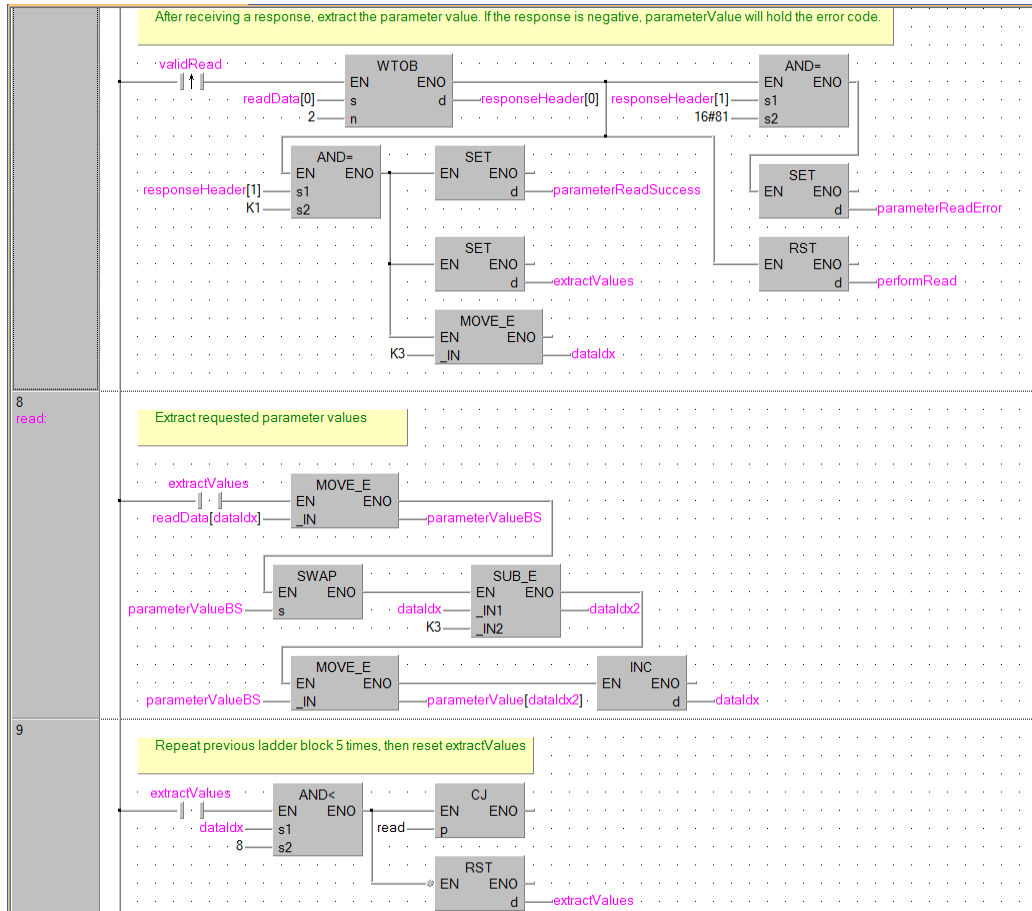 After receiving a response, extract the parameter value. If the response is negative, parameterValue will hold the error code.
validRead
WTOB
AND=
EN ENO
EN ENO
readData[0] s d responseHeader[0]
responseHeader[1] s1
2 n
16#81 s2
AND=
SET
SET
EN ENO
EN ENO
EN ENO
responseHeader[1] s1
d parameterReadSuccess
K1 s2
d parameterReadError
SET
RST
EN ENO
EN ENO
d extractValues
d performRead
MOVE_E
EN ENO
K3 _IN dataIdx
8
read:
Extract requested parameter values
extractValues
MOVE_E
EN ENO
readData[dataIdx] _IN parameterValueBS
SWAP
SUB_E
EN ENO
EN ENO
parameterValueBS s
dataIdx _IN1 dataIdx2
K3 _IN2
MOVE_E
INC
EN ENO
EN ENO
parameterValueBS _IN parameterValue[dataIdx2]
d dataIdx
9
Repeat previous ladder block 5 times, then reset extractValues
extractValues
AND<
CJ
EN ENO
EN ENO
dataIdx s1
read p
8 s2
RST
EN ENO
d extractValues